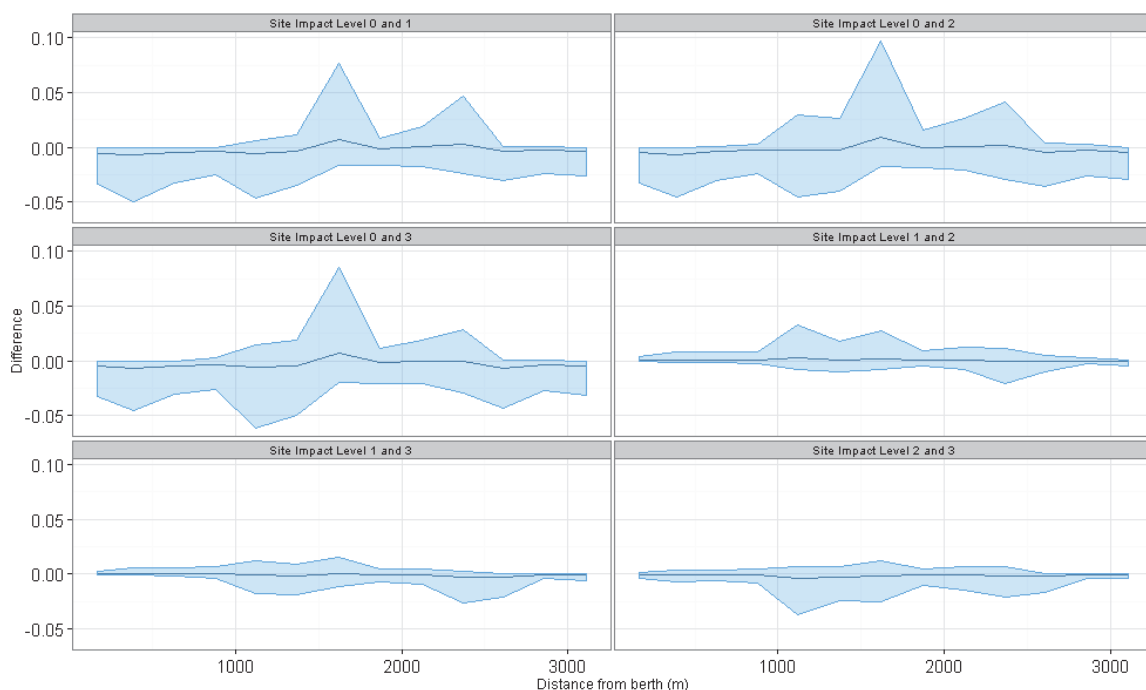 Site Impact Level 0 and 1
Site Impact Level 0 and 2
0.10
0.05
0.00
-0.05
Site Impact Level 0 and 3
Site Impact Level 1 and 2
0.10
0.05
0.00
-0.05
Difference
Site Impact Level 1 and 3
Site Impact Level 2 and 3
0.10
0.05
0.00
-0.05
1000 2000 3000 1000 2000 3000
Distance from berth (m)